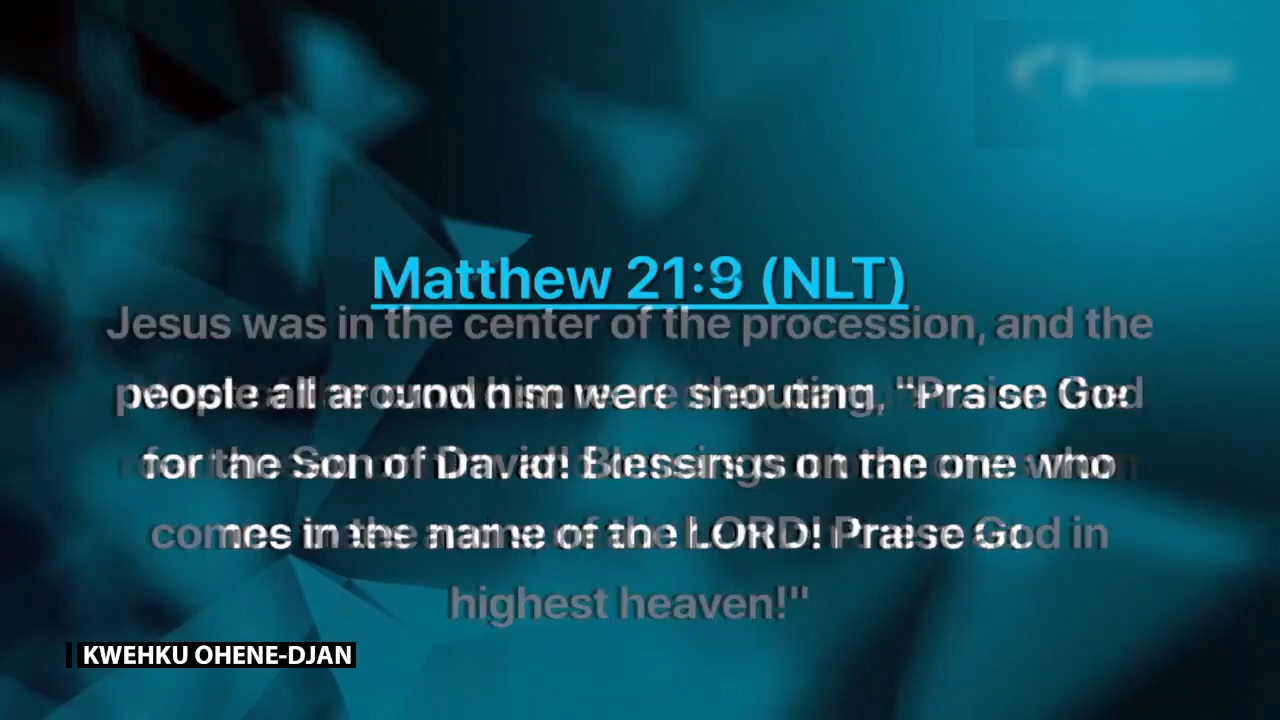 Matthew 21:9 (NLT)
Jesus was in the center of the procession, and the
people all around him were shouting, "Praise God
for the Son of David! Blessings on the one who
comes in the name of the LORD! Praise God in
highest heaven!"
KWEHKU OHENE-DJAN